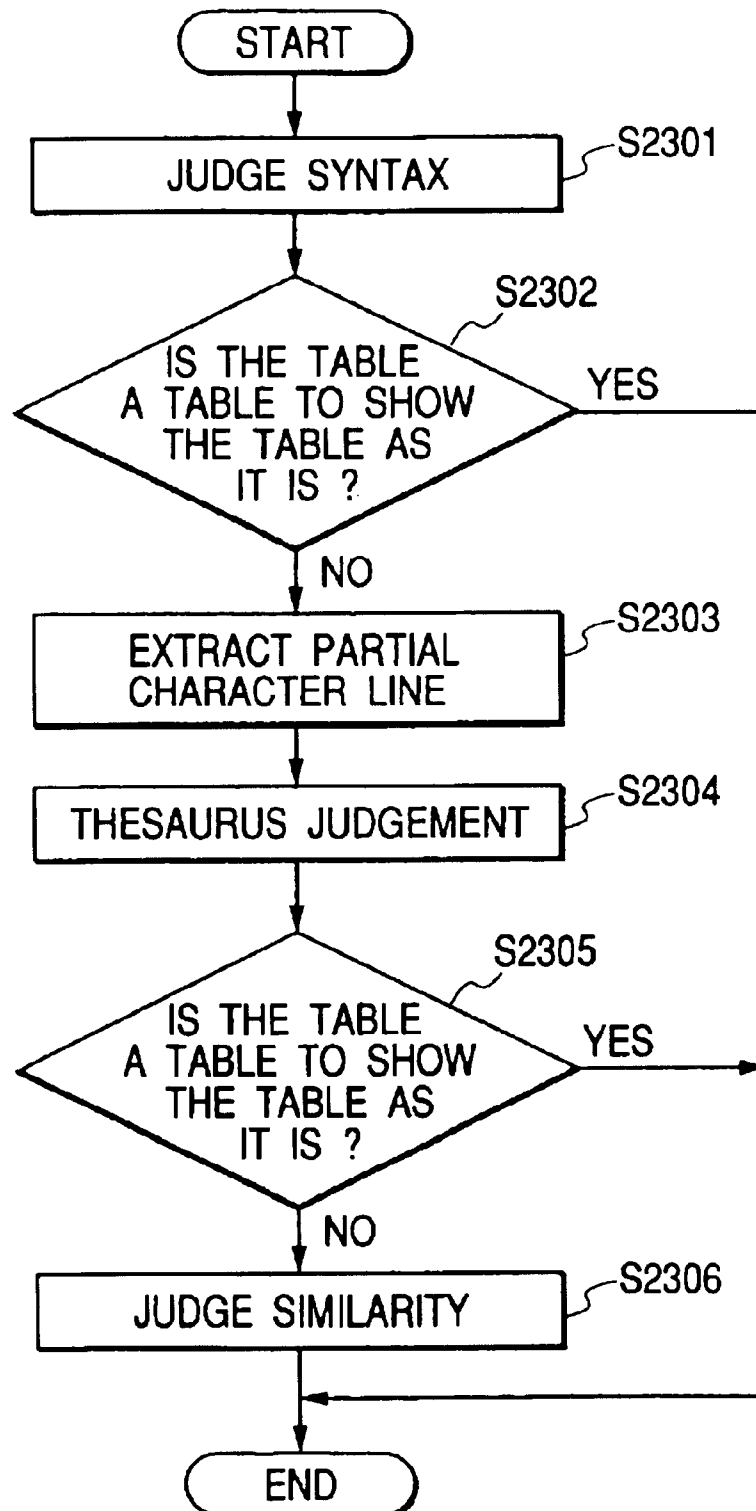 START
JUDGE SYNTAX
S2301
S2302
IS THE TABLE
A TABLE TO SHOW
THE TABLE AS
IT IS ?
YES
NO
S2303
EXTRACT PARTIAL
CHARACTER LINE
S2304
THESAURUS JUDGEMENT
S2305
IS THE TABLE
A TABLE TO SHOW
THE TABLE AS
IT IS ?
YES
NO
S2306
JUDGE SIMILARITY
END